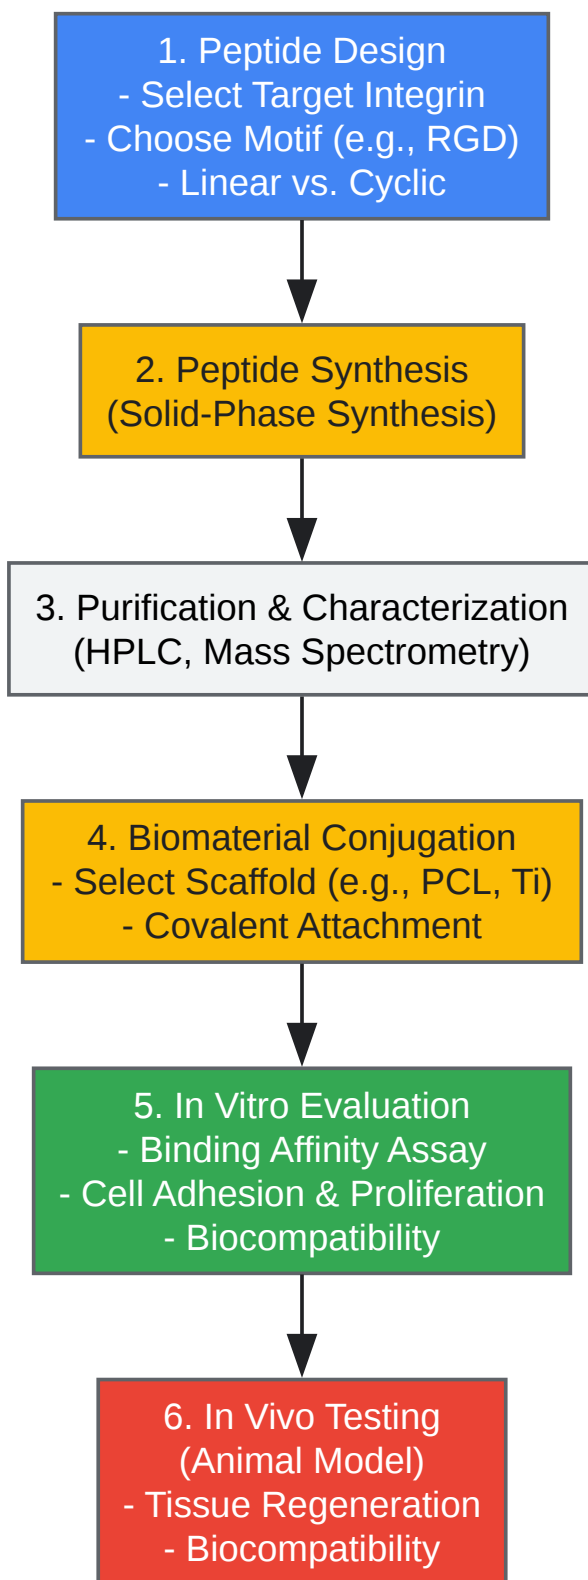 1. Peptide Design
- Select Target Integrin
- Choose Motif (e.g., RGD)
- Linear vs. Cyclic
2. Peptide Synthesis
(Solid-Phase Synthesis)
3. Purification & Characterization
(HPLC, Mass Spectrometry)
4. Biomaterial Conjugation
- Select Scaffold (e.g., PCL, Ti)
- Covalent Attachment
5. In Vitro Evaluation
- Binding Affinity Assay
- Cell Adhesion & Proliferation
- Biocompatibility
6. In Vivo Testing
(Animal Model)
- Tissue Regeneration
- Biocompatibility